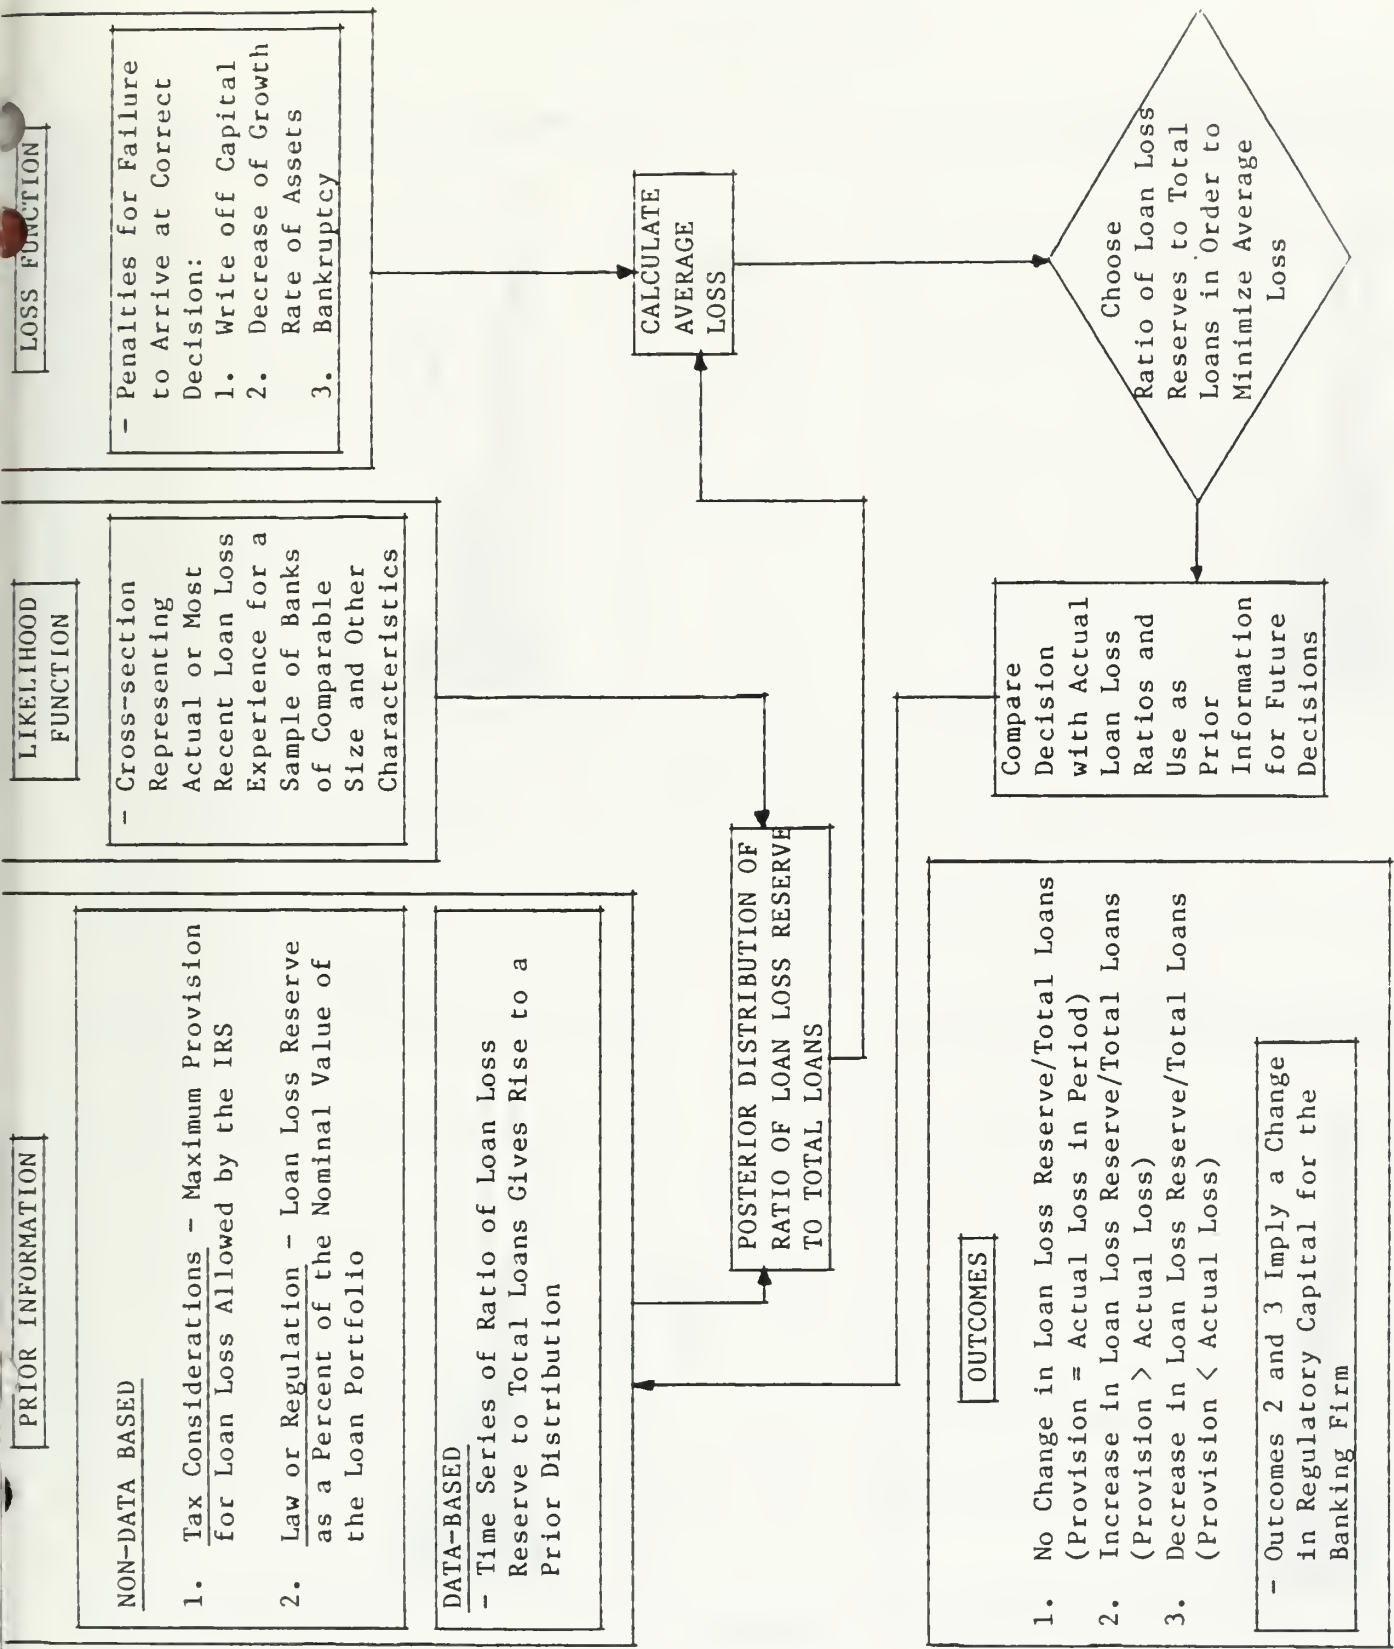 PRIOR INFORMATION
NON-DATA BASED
1. Tax Considerations - Maximum Provision
for Loan Loss Allowed by the IRS
2. Law or Regulation - Loan Loss Reserve
as a Percent of the Nominal Value of
the Loan Portfolio
DATA-BASED
- Time Series of Ratio of Loan Loss
Reserve to Total Loans Gives Rise to a
Prior Distribution
LIKELIHOOD
FUNCTION
- Cross-section
Representing
Actual or Most
Recent Loan Loss
Experience for a
Sample of Banks
of Comparable
Size and Other
Characteristics
LOSS FUNCTION
- Penalties for Failure
to Arrive at Correct
Decision:
1. Write off Capital
2. Decrease of Growth
Rate of Assets
3. Bankruptcy
POSTERIOR DISTRIBUTION OF
RATIO OF LOAN LOSS RESERVE
TO TOTAL LOANS
CALCULATE
AVERAGE
LOSS
OUTCOMES
1. No Change in Loan Loss Reserve/Total Loans
(Provision = Actual Loss in Period)
2. Increase in Loan Loss Reserve/Total Loans
(Provision > Actual Loss)
3. Decrease in Loan Loss Reserve/Total Loans
(Provision < Actual Loss)
- Outcomes 2 and 3 Imply a Change
in Regulatory Capital for the
Banking Firm
Compare
Decision
with Actual
Loan Loss
Ratios and
Use as
Prior
Information
for Future
Decisions
Choose
Ratio of Loan Loss
Reserves to Total
Loans in Order to
Minimize Average
Loss